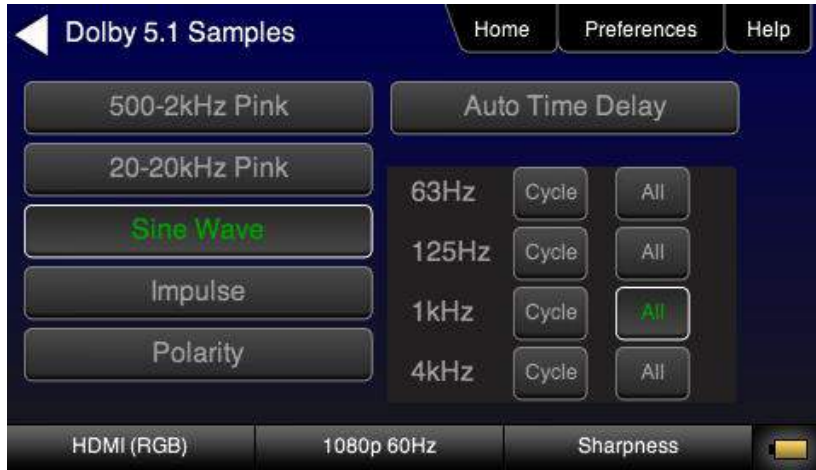 Dolby 5.1 Samples
Home
Preferences
Help
500-2kHz Pink
Auto Time Delay
20-20kHz Pink
Sine Wave
Impulse
Polarity
63Hz Cycle All
125Hz Cycle All
1kHz Cycle All
4kHz Cycle All
HDMI (RGB)
1080p 60Hz
Sharpness